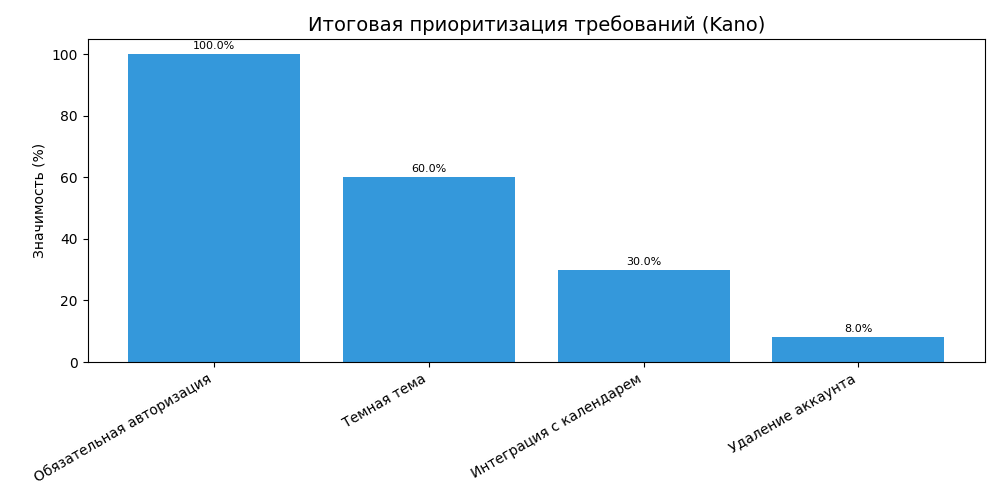 Итоговая приоритизация требований (Kano)
Значимость (%)
100
80
60
40
20
0
100.0%
60.0%
30.0%
8.0%
Обязательная авторизация
Темная тема
Интеграция с календарем
Удаление аккаунта